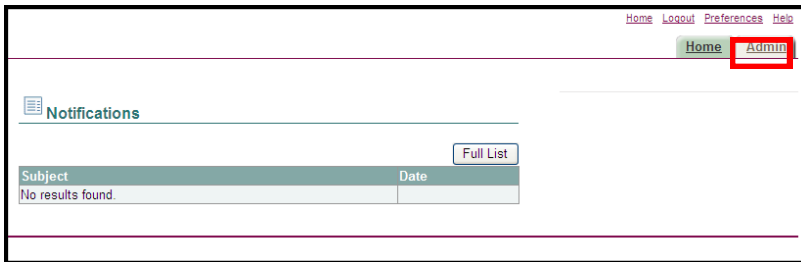 Home Logout Preferences Help
Home Admin
Notifications
Full List
Subject Date
No results found.